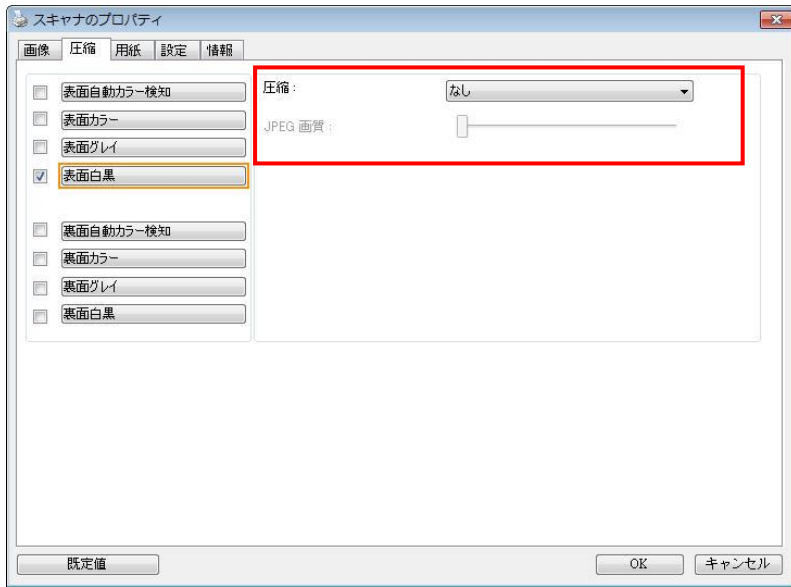 スキャナのプロパティ
画像 圧縮 用紙 設定 情報
表面自動カラー検知
表面カラー
表面グレイ
表面白黒
裏面自動カラー検知
裏面カラー
裏面グレイ
裏面白黒
圧縮: なし
JPEG 画質:
既定値 OK キャンセル